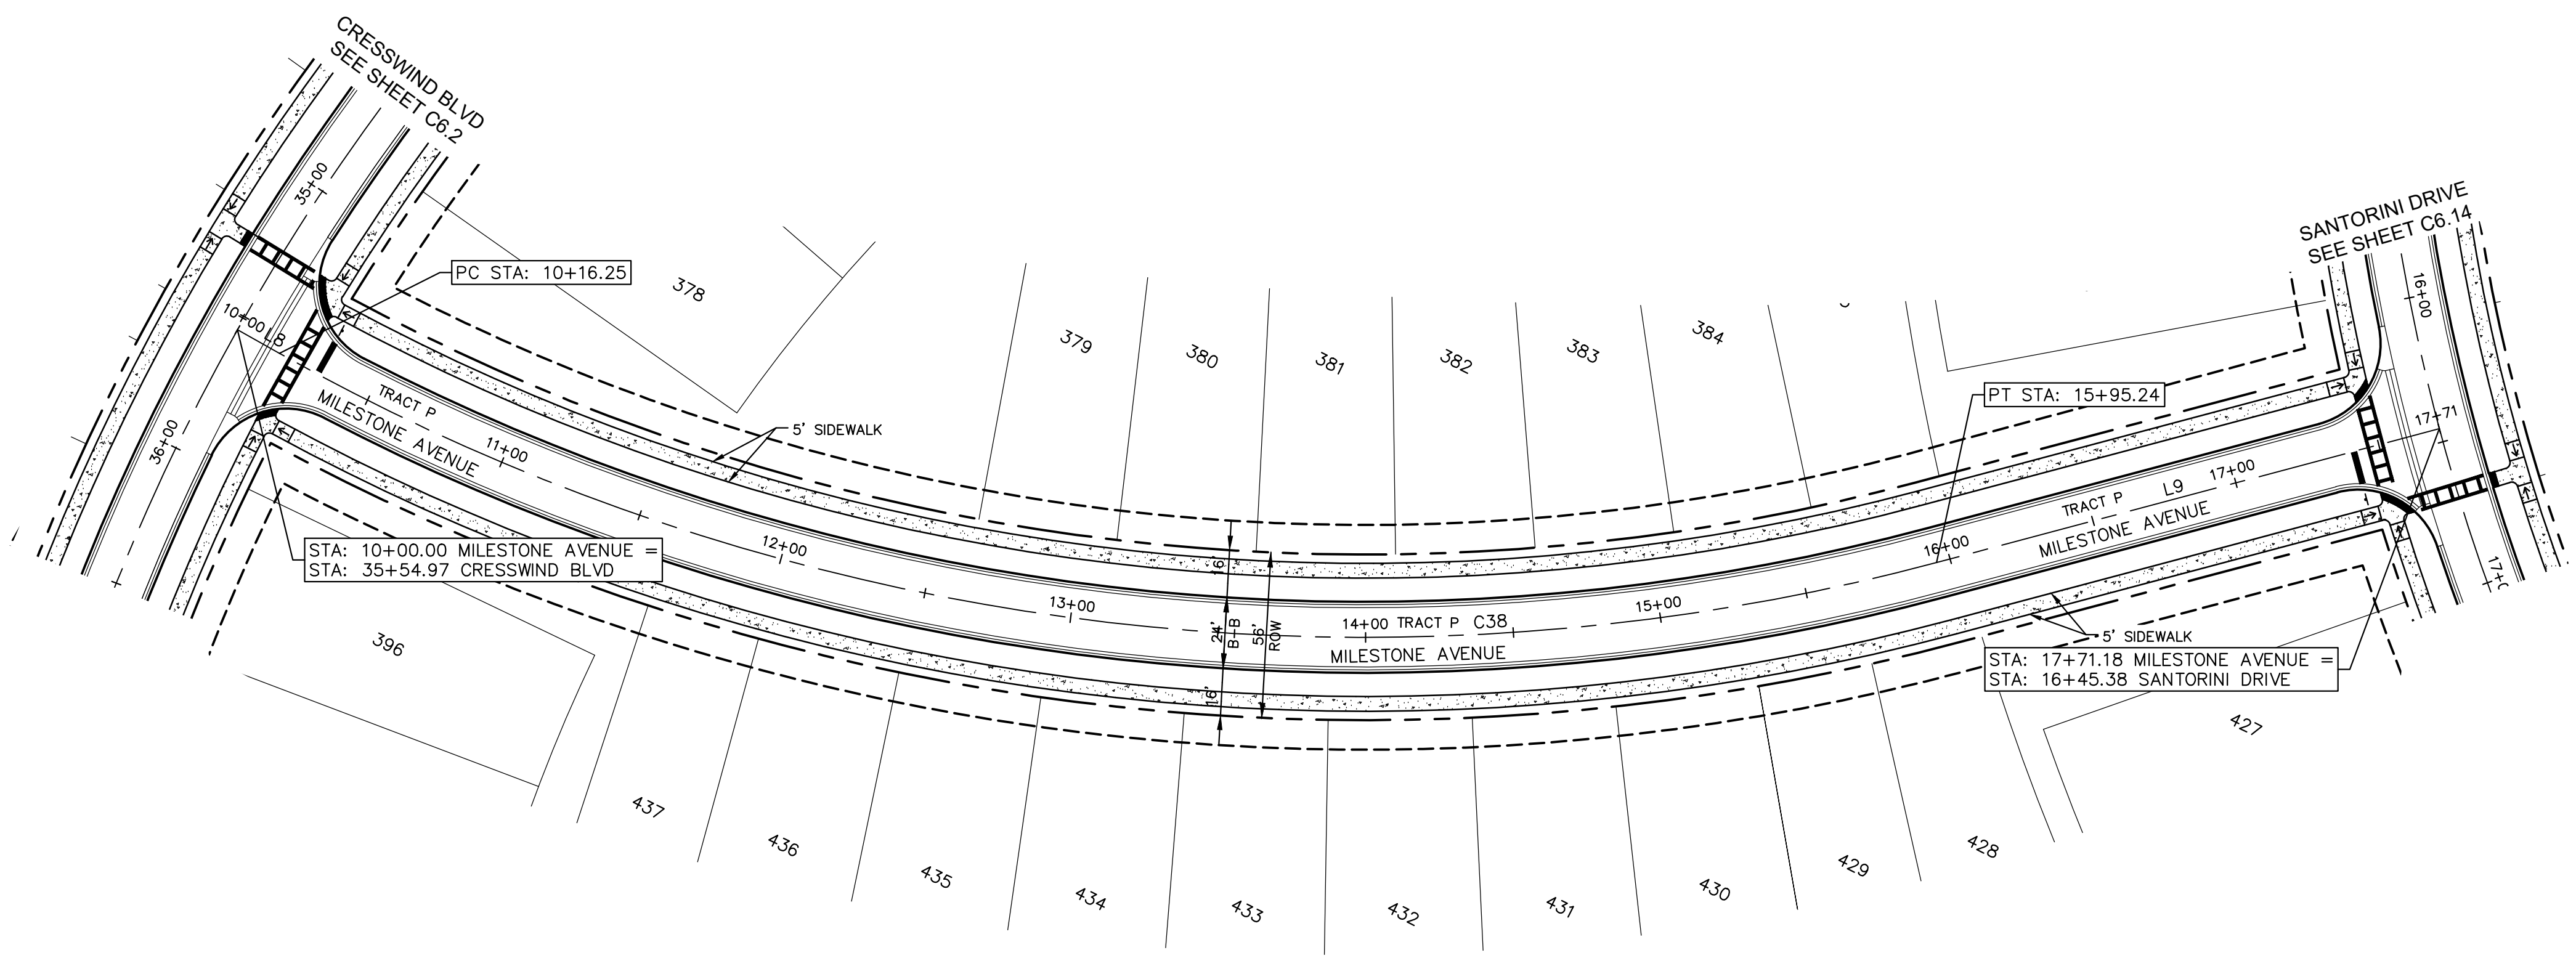 CRESSWIND BLVD
SEE SHEET C6.2
35+00
PC STA: 10+16.25
378
10+00
L8
36+00
TRACT P
MILESTONE AVENUE
11+00
5' SIDEWALK
379
380
381
382
383
384
SANTORINI DRIVE
SEE SHEET C6.14
16+00
PT STA: 15+95.24
17+71
17+00
L9
TRACT P
MILESTONE AVENUE
16+00
STA: 10+00.00 MILESTONE AVENUE =
STA: 35+54.97 CRESSWIND BLVD
12+00
13+00
16'
24'
B-B
56'
ROW
16'
14+00 TRACT P C38
MILESTONE AVENUE
15+00
5' SIDEWALK
STA: 17+71.18 MILESTONE AVENUE =
STA: 16+45.38 SANTORINI DRIVE
396
437
436
435
434
433
432
431
430
429
428
427